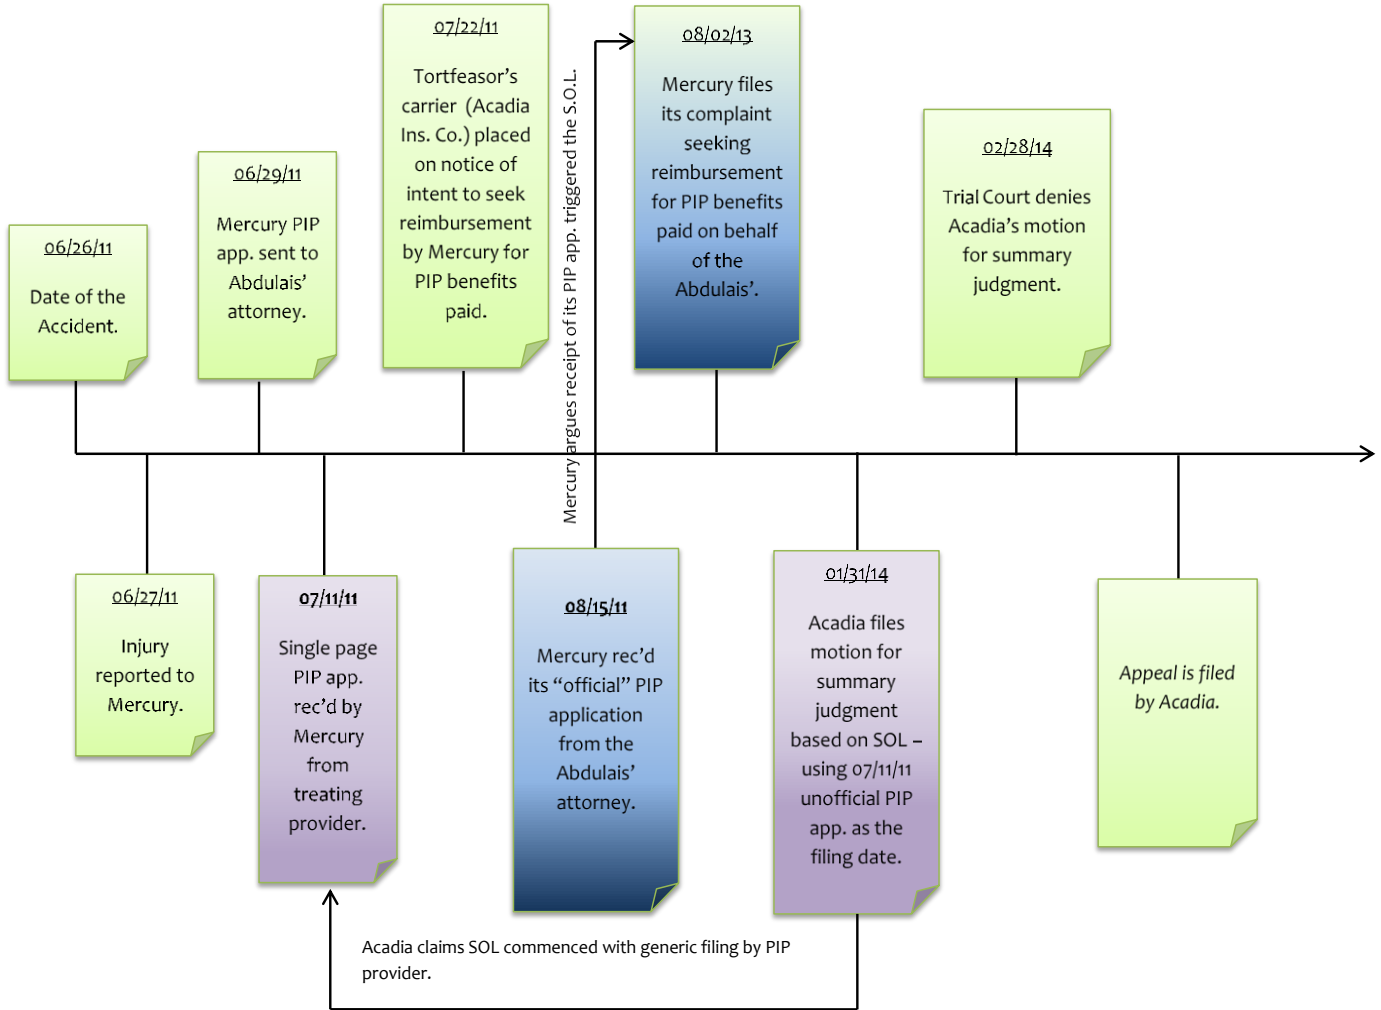 06/26/11
Date of the
Accident.
06/29/11
Mercury PIP
app. sent to
Abdulais’
attorney.
07/22/11
Tortfeasor’s
carrier (Acadia
Ins. Co.) placed
on notice of
intent to seek
reimbursement
by Mercury for
PIP benefits
paid.
Mercury argues receipt of its PIP app. triggered the S.O.L.
08/02/13
Mercury files
its complaint
seeking
reimbursement
for PIP benefits
paid on behalf
of the
Abdulais’.
02/28/14
Trial Court denies
Acadia’s motion
for summary
judgment.
06/27/11
Injury
reported to
Mercury.
07/11/11
Single page
PIP app.
rec’d by
Mercury
from
treating
provider.
08/15/11
Mercury rec’d
its “official” PIP
application
from the
Abdulais’
attorney.
01/31/14
Acadia files
motion for
summary
judgment
based on SOL –
using 07/11/11
unofficial PIP
app. as the
filing date.
Appeal is filed
by Acadia.
Acadia claims SOL commenced with generic filing by PIP
provider.